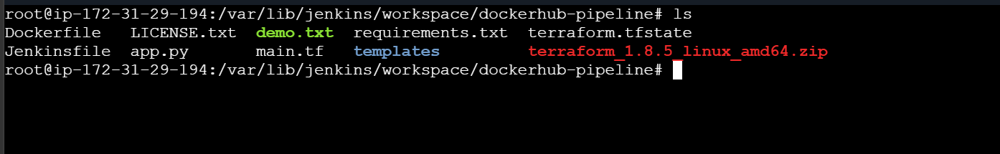 root@ip-172-31-29-194:/var/lib/jenkins/workspace/dockerhub-pipeline# ls
Dockerfile   LICENSE.txt  demo.txt  requirements.txt  terraform.tfstate
Jenkinsfile  app.py       main.tf   templates         terraform_1.8.5_linux_amd64.zip
root@ip-172-31-29-194:/var/lib/jenkins/workspace/dockerhub-pipeline#